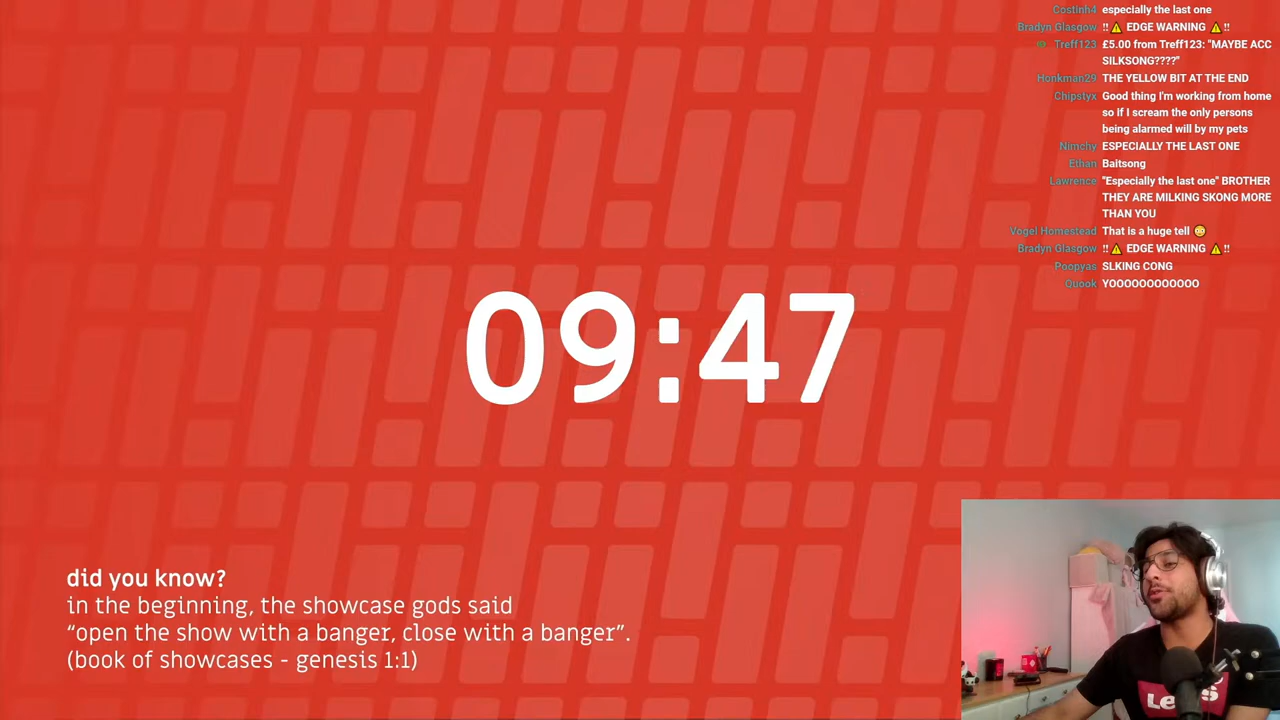 Costinh4 especially the last one
Bradyn Glasgow ‼⚠ EDGE WARNING ⚠‼
Treff123 £5.00 from Treff123: "MAYBE ACC
SILKSONG????"
Honkman29 THE YELLOW BIT AT THE END
Chipstyx Good thing I'm working from home
so if I scream the only persons
being alarmed will by my pets
Nimchy ESPECIALLY THE LAST ONE
Ethan Baitsong
Lawrence "Especially the last one" BROTHER
THEY ARE MILKING SKONG MORE
THAN YOU
Vogel Homestead That is a huge tell 😳
Bradyn Glasgow ‼⚠ EDGE WARNING ⚠‼
Poopyas SLKING CONG
Quook YOOOOOOOOOOOO
09:47
did you know?
in the beginning, the showcase gods said
“open the show with a banger, close with a banger”.
(book of showcases - genesis 1:1)